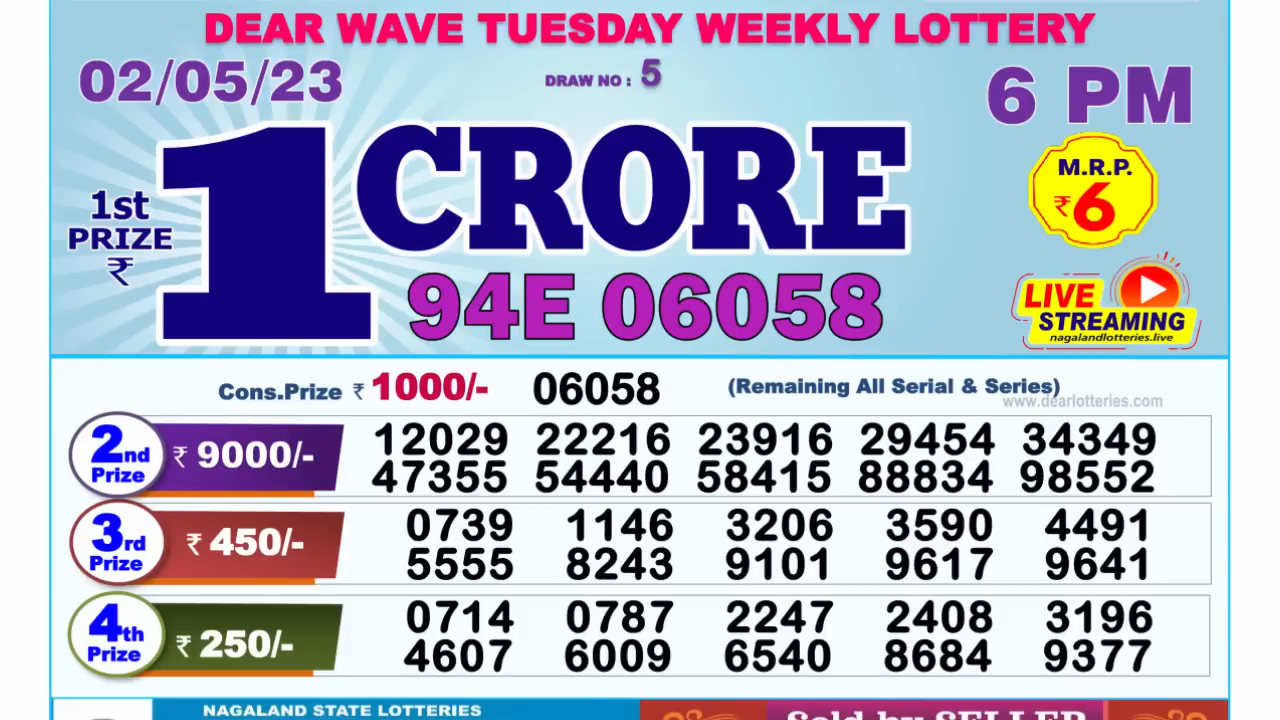 DEAR WAVE TUESDAY WEEKLY LOTTERY
02/05/23
DRAW NO : 5
6 PM
1st
PRIZE
₹
1 CRORE
94E 06058
M.R.P.
₹6
LIVE
STREAMING
nagalandlotteries.live
Cons.Prize ₹ 1000/- 06058 (Remaining All Serial & Series)
www.dearlotteries.com
2nd Prize ₹ 9000/-
12029 22216 23916 29454 34349
47355 54440 58415 88834 98552
3rd Prize ₹ 450/-
0739 1146 3206 3590 4491
5555 8243 9101 9617 9641
4th Prize ₹ 250/-
0714 0787 2247 2408 3196
4607 6009 6540 8684 9377
NAGALAND STATE LOTTERIES
Sold by SELLER